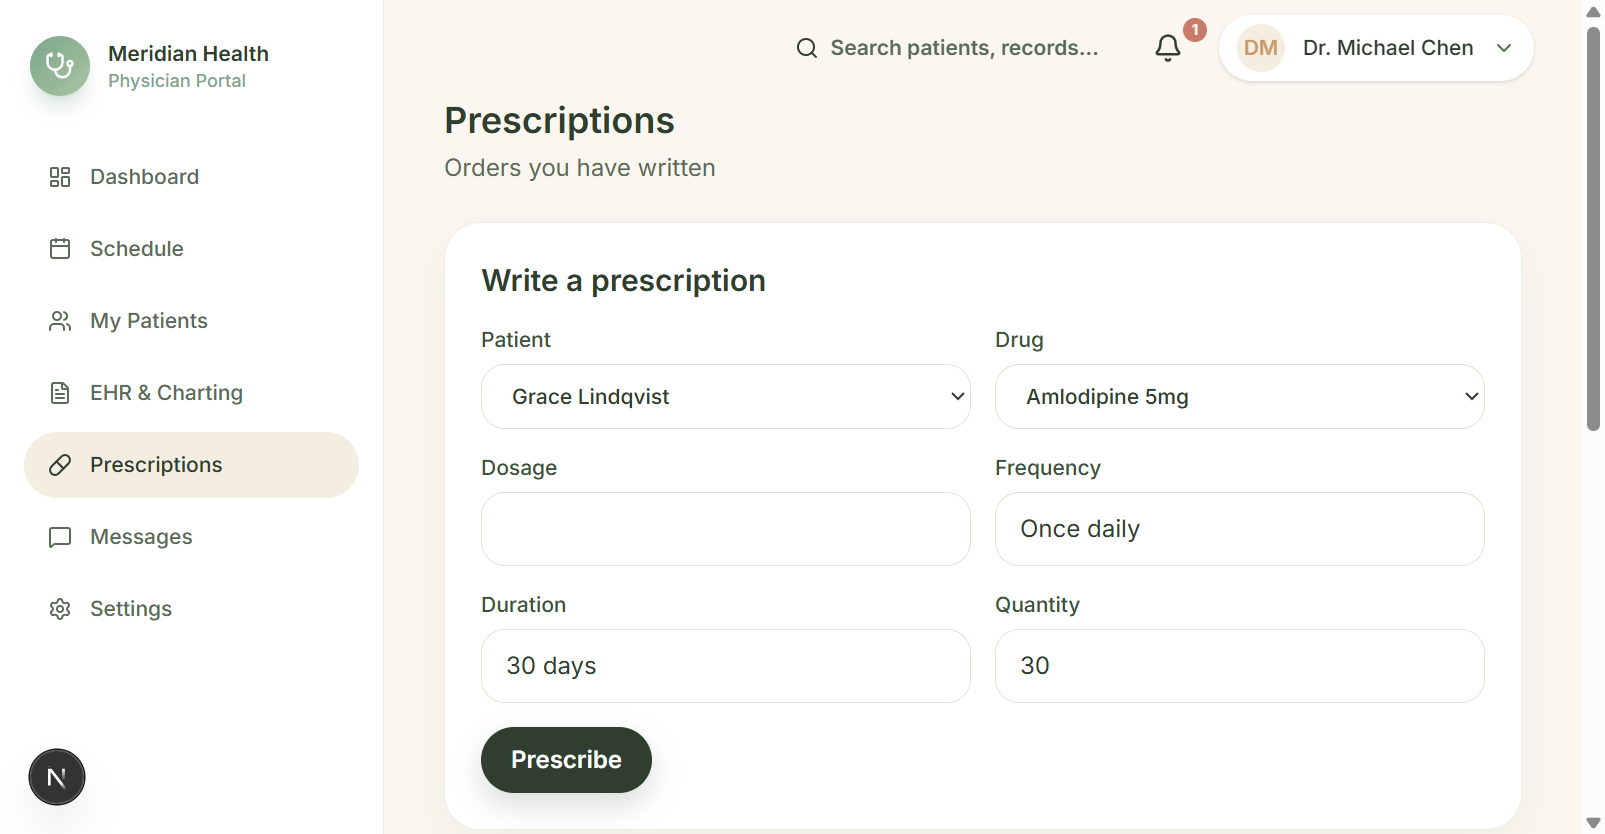 Meridian Health
Physician Portal
Dashboard
Schedule
My Patients
EHR & Charting
Prescriptions
Messages
Settings
N
Search patients, records...
1
DM
Dr. Michael Chen
Prescriptions
Orders you have written
Write a prescription
Patient
Drug
Grace Lindqvist
Amlodipine 5mg
Dosage
Frequency
Once daily
Duration
Quantity
30 days
30
Prescribe